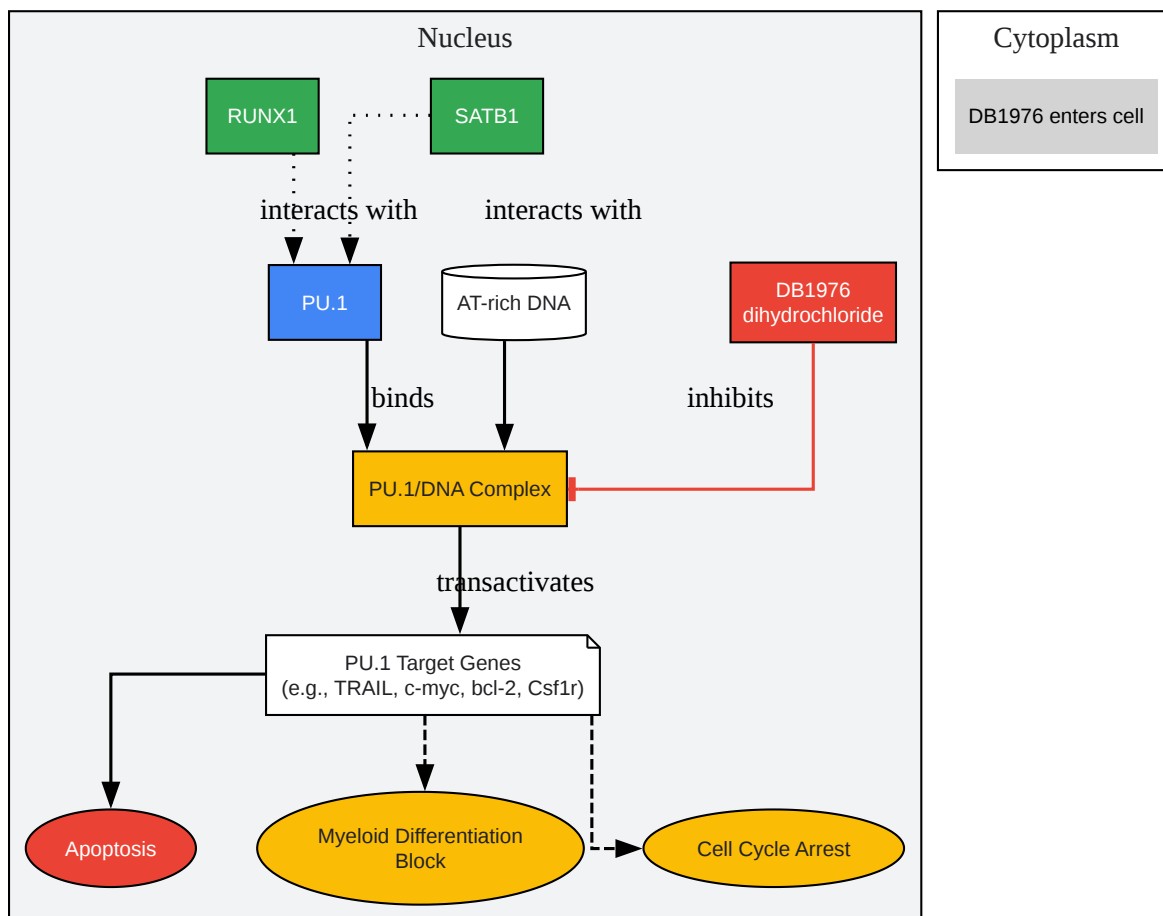 Nucleus
Cytoplasm
RUNX1
SATB1
DB1976 enters cell
interacts with
interacts with
PU.1
AT-rich DNA
DB1976
dihydrochloride
binds
inhibits
PU.1/DNA Complex
transactivates
PU.1 Target Genes
(e.g., TRAIL, c-myc, bcl-2, Csf1r)
Apoptosis
Myeloid Differentiation
Block
Cell Cycle Arrest